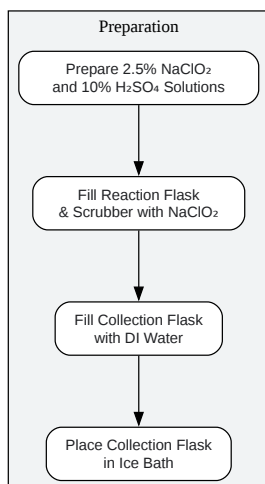 Preparation
Prepare 2.5% NaClO₂
and 10% H₂SO₄ Solutions
Fill Reaction Flask
& Scrubber with NaClO₂
Fill Collection Flask
with DI Water
Place Collection Flask
in Ice Bath